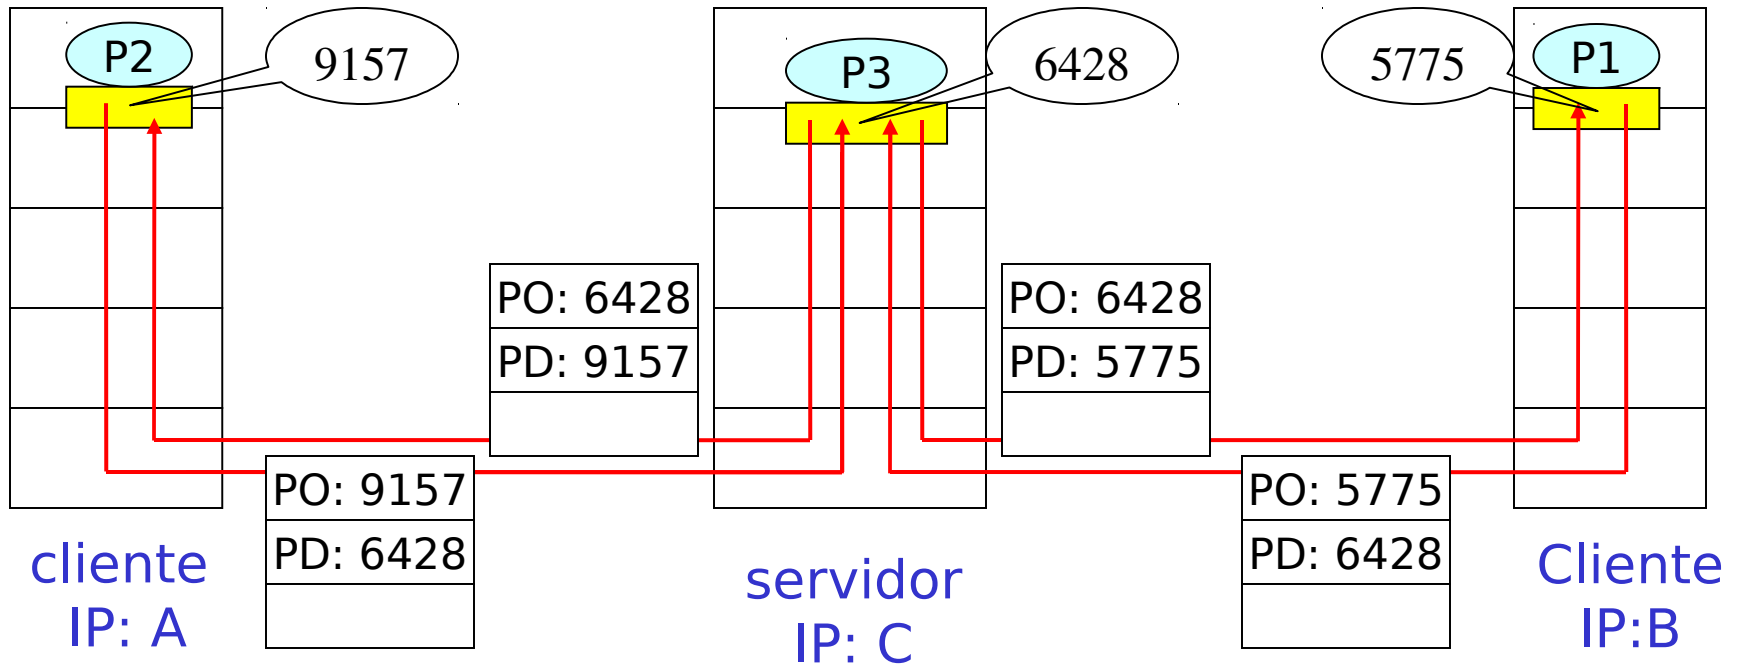 P2
9157
P3
6428
5775
P1
PO: 6428
PD: 9157
PO: 6428
PD: 5775
PO: 9157
PD: 6428
PO: 5775
PD: 6428
cliente
IP: A
servidor
IP: C
Cliente
IP:B